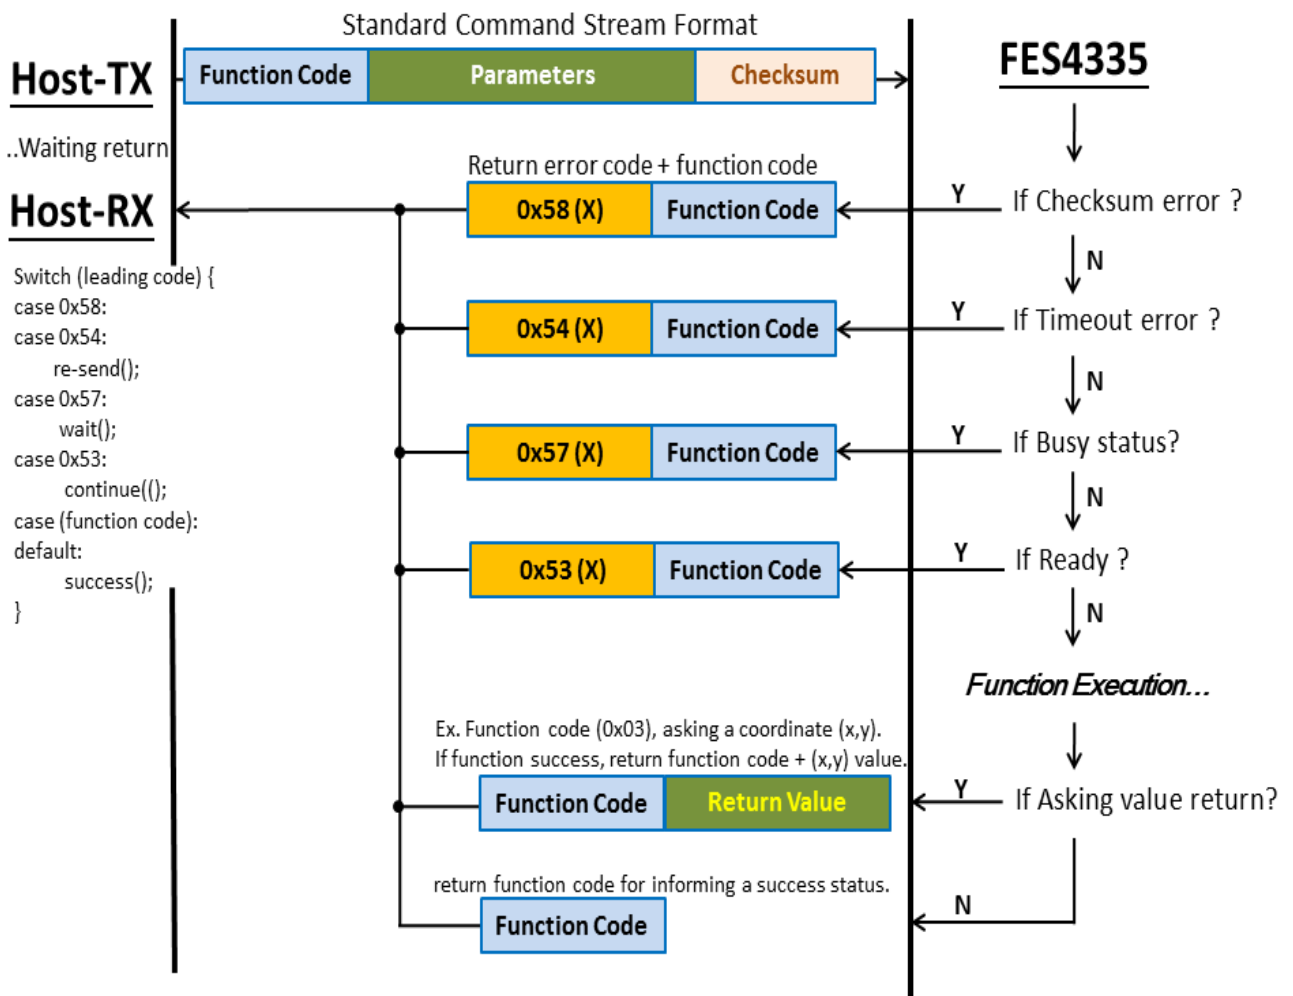 Standard Command Stream Format
Host-TX
Function Code
Parameters
Checksum
FES4335
..Waiting return
Return error code + function code
Host-RX
0x58 (X)
Function Code
Y
If Checksum error ?
N
Switch (leading code) {
case 0x58:
case 0x54:
re-send();
case 0x57:
wait();
case 0x53:
continue(();
case (function code):
default:
success();
}
0x54 (X)
Function Code
Y
If Timeout error ?
N
0x57 (X)
Function Code
Y
If Busy status?
N
0x53 (X)
Function Code
Y
If Ready ?
N
Function Execution...
Ex. Function code (0x03), asking a coordinate (x,y).
If function success, return function code + (x,y) value.
Function Code
Return Value
Y
If Asking value return?
return function code for informing a success status.
Function Code
N